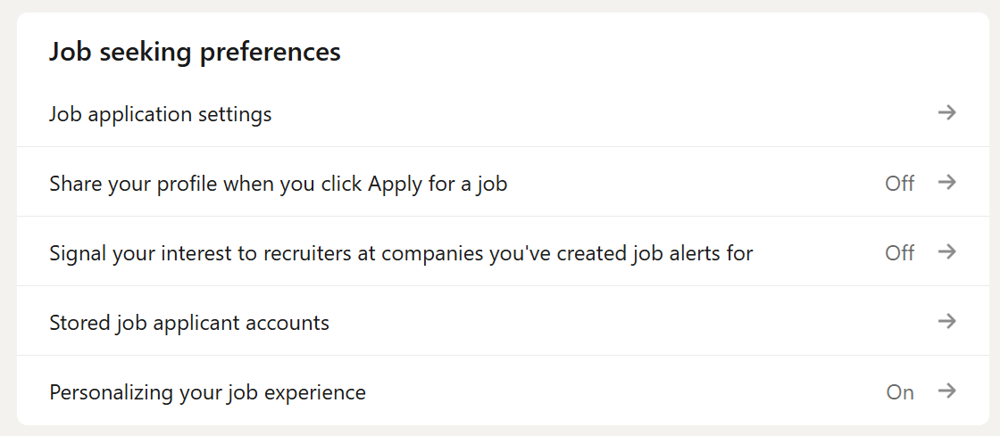 Job seeking preferences
Job application settings
Share your profile when you click Apply for a job Off
Signal your interest to recruiters at companies you've created job alerts for Off
Stored job applicant accounts
Personalizing your job experience On